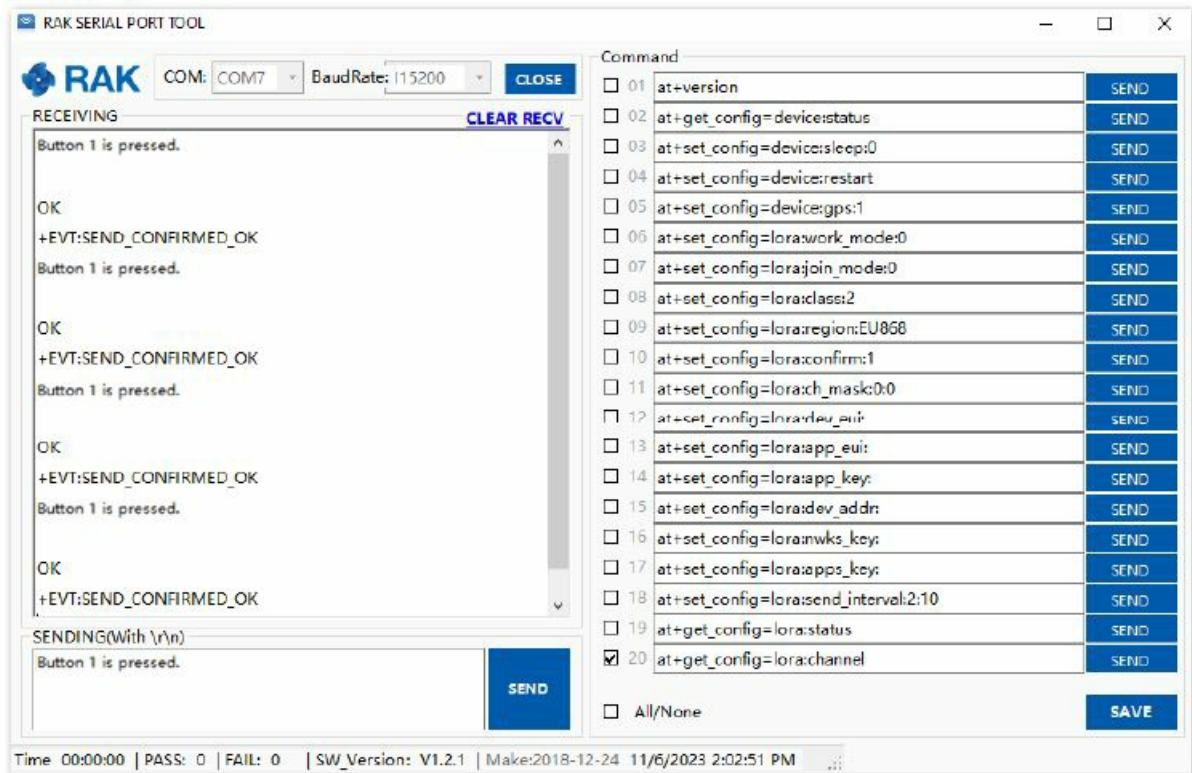 RAK SERIAL PORT TOOL
RAK
COM: COM7 BaudRate: 115200 CLOSE
RECEIVING CLEAR RECV
Button 1 is pressed.
OK
+EVT:SEND_CONFIRMED_OK
Button 1 is pressed.
OK
+EVT:SEND_CONFIRMED_OK
Button 1 is pressed.
OK
+EVT:SEND_CONFIRMED_OK
Button 1 is pressed.
OK
+EVT:SEND_CONFIRMED_OK
SENDING(With \r\n)
Button 1 is pressed.
SEND
Command
01 at+version SEND
02 at+get_config=device:status SEND
03 at+set_config=device:sleep:0 SEND
04 at+set_config=device:restart SEND
05 at+set_config=device:gps:1 SEND
06 at+set_config=lora:work_mode:0 SEND
07 at+set_config=lora:join_mode:0 SEND
08 at+set_config=lora:class:2 SEND
09 at+set_config=lora:region:EU868 SEND
10 at+set_config=lora:confirm:1 SEND
11 at+set_config=lora:ch_mask:0:0 SEND
12 at+set_config=lora:dev_eui: SEND
13 at+set_config=lora:app_eui: SEND
14 at+set_config=lora:app_key: SEND
15 at+set_config=lora:dev_addr: SEND
16 at+set_config=lora:nwks_key: SEND
17 at+set_config=lora:apps_key: SEND
18 at+set_config=lora:send_interval:2:10 SEND
19 at+get_config=lora:status SEND
20 at+get_config=lora:channel SEND
All/None SAVE
Time 00:00:00 | PASS: 0 | FAIL: 0 | SW_Version: V1.2.1 | Make:2018-12-24 11/6/2023 2:02:51 PM